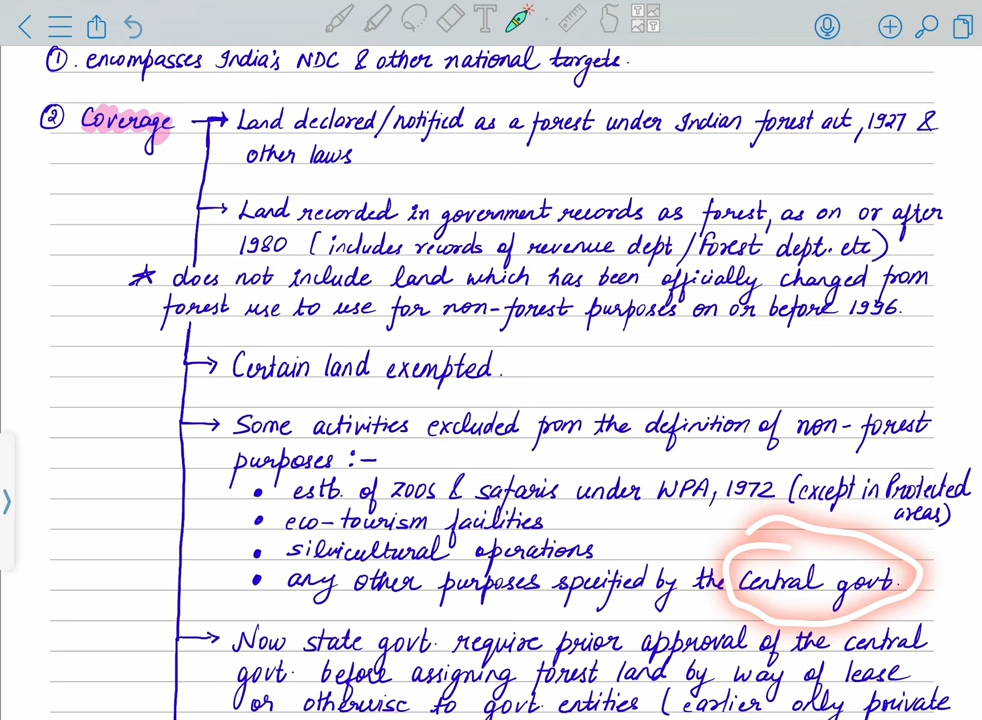 ① . encompasses India's NDC & other national targets.
② Coverage → Land declared/notified as a forest under Indian forest act, 1927 &
other laws
→ Land recorded in government records as forest, as on or after
1980 (includes records of revenue dept/forest dept. etc)
* does not include land which has been officially changed from
forest use to use for non-forest purposes on or before 1996.
→ Certain land exempted.
→ Some activities excluded from the definition of non-forest
purposes :-
• estb. of zoos & safaris under WPA, 1972 (except in Protected
areas)
• eco-tourism facilities
• silvicultural operations
• any other purposes specified by the Central govt.
→ Now state govt. require prior approval of the central
govt. before assigning forest land by way of lease
or otherwise to govt. entities (earlier only private